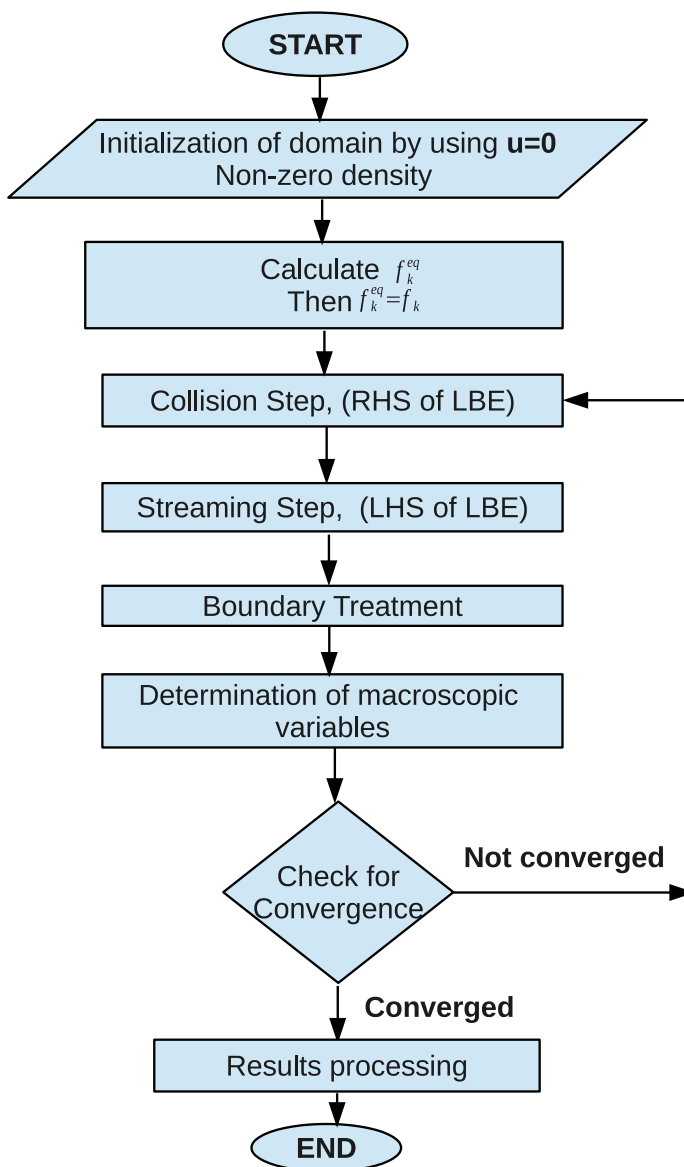 START
Initialization of domain by using u=0
Non-zero density
Calculate f_k^eq
Then f_k^eq=f_k
Collision Step, (RHS of LBE)
Streaming Step, (LHS of LBE)
Boundary Treatment
Determination of macroscopic
variables
Check for
Convergence
Not converged
Converged
Results processing
END